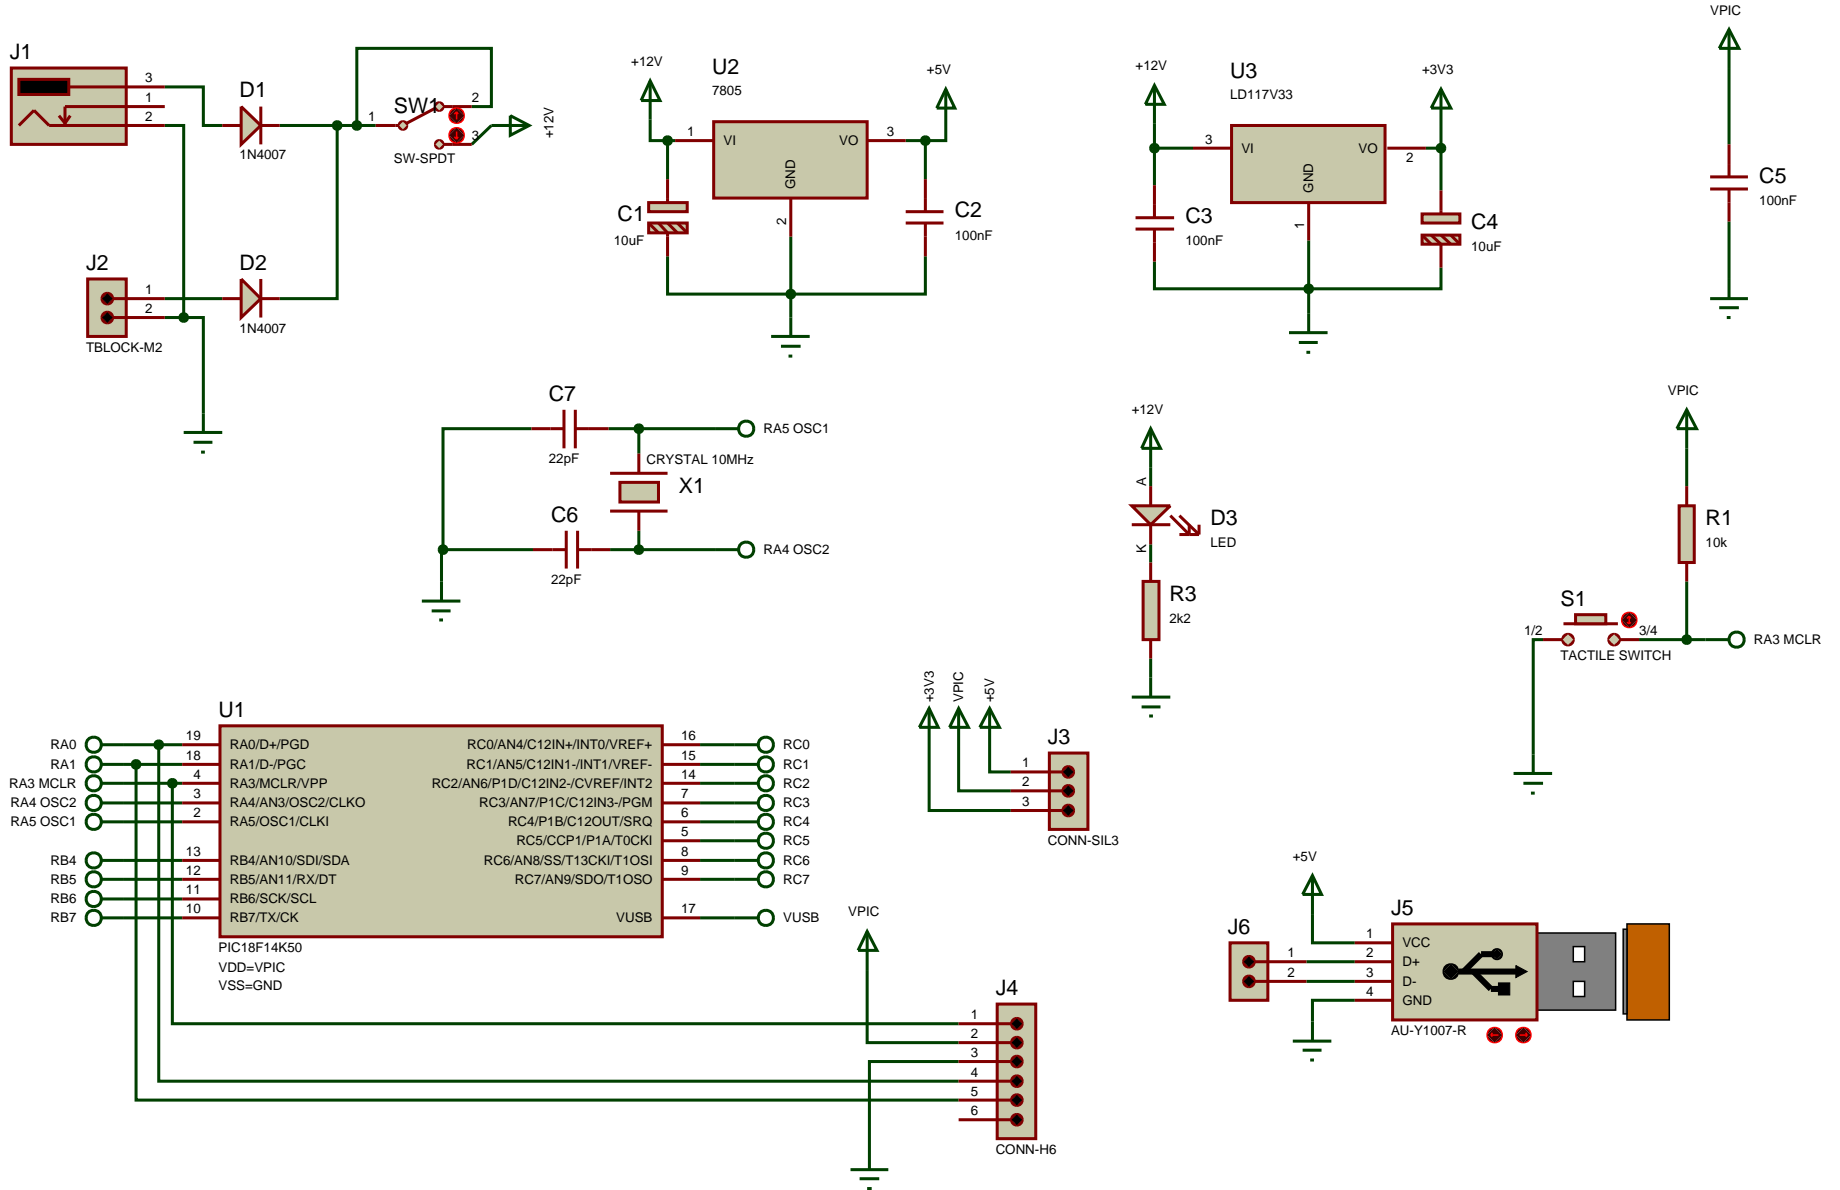 J1
3
1
2
D1
1N4007
1
SW1
2
3
SW-SPDT
+12V
J2
1
2
TBLOCK-M2
D2
1N4007
+12V
U2
7805
+5V
1
VI
VO
3
GND
2
C1
10uF
C2
100nF
+12V
U3
LD117V33
+3V3
3
VI
VO
2
GND
1
C3
100nF
C4
10uF
VPIC
C5
100nF
C7
22pF
RA5 OSC1
CRYSTAL 10MHz
X1
C6
22pF
RA4 OSC2
+12V
A
D3
LED
K
R3
2k2
VPIC
R1
10k
S1
1/2
3/4
TACTILE SWITCH
RA3 MCLR
U1
RA0
19
RA0/D+/PGD
RC0/AN4/C12IN+/INT0/VREF+
16
RC0
RA1
18
RA1/D-/PGC
RC1/AN5/C12IN1-/INT1/VREF-
15
RC1
RA3 MCLR
4
RA3/MCLR/VPP
RC2/AN6/P1D/C12IN2-/CVREF/INT2
14
RC2
RA4 OSC2
3
RA4/AN3/OSC2/CLKO
RC3/AN7/P1C/C12IN3-/PGM
7
RC3
RA5 OSC1
2
RA5/OSC1/CLKI
RC4/P1B/C12OUT/SRQ
6
RC4
RC5/CCP1/P1A/T0CKI
5
RC5
RB4
13
RB4/AN10/SDI/SDA
RC6/AN8/SS/T13CKI/T1OSI
8
RC6
RB5
12
RB5/AN11/RX/DT
RC7/AN9/SDO/T1OSO
9
RC7
RB6
11
RB6/SCK/SCL
RB7
10
RB7/TX/CK
VUSB
17
VUSB
PIC18F14K50
VDD=VPIC
VSS=GND
+3V3
VPIC
+5V
J3
1
2
3
CONN-SIL3
VPIC
J4
1
2
3
4
5
6
CONN-H6
+5V
J6
1
2
J5
1
VCC
2
D+
3
D-
4
GND
AU-Y1007-R